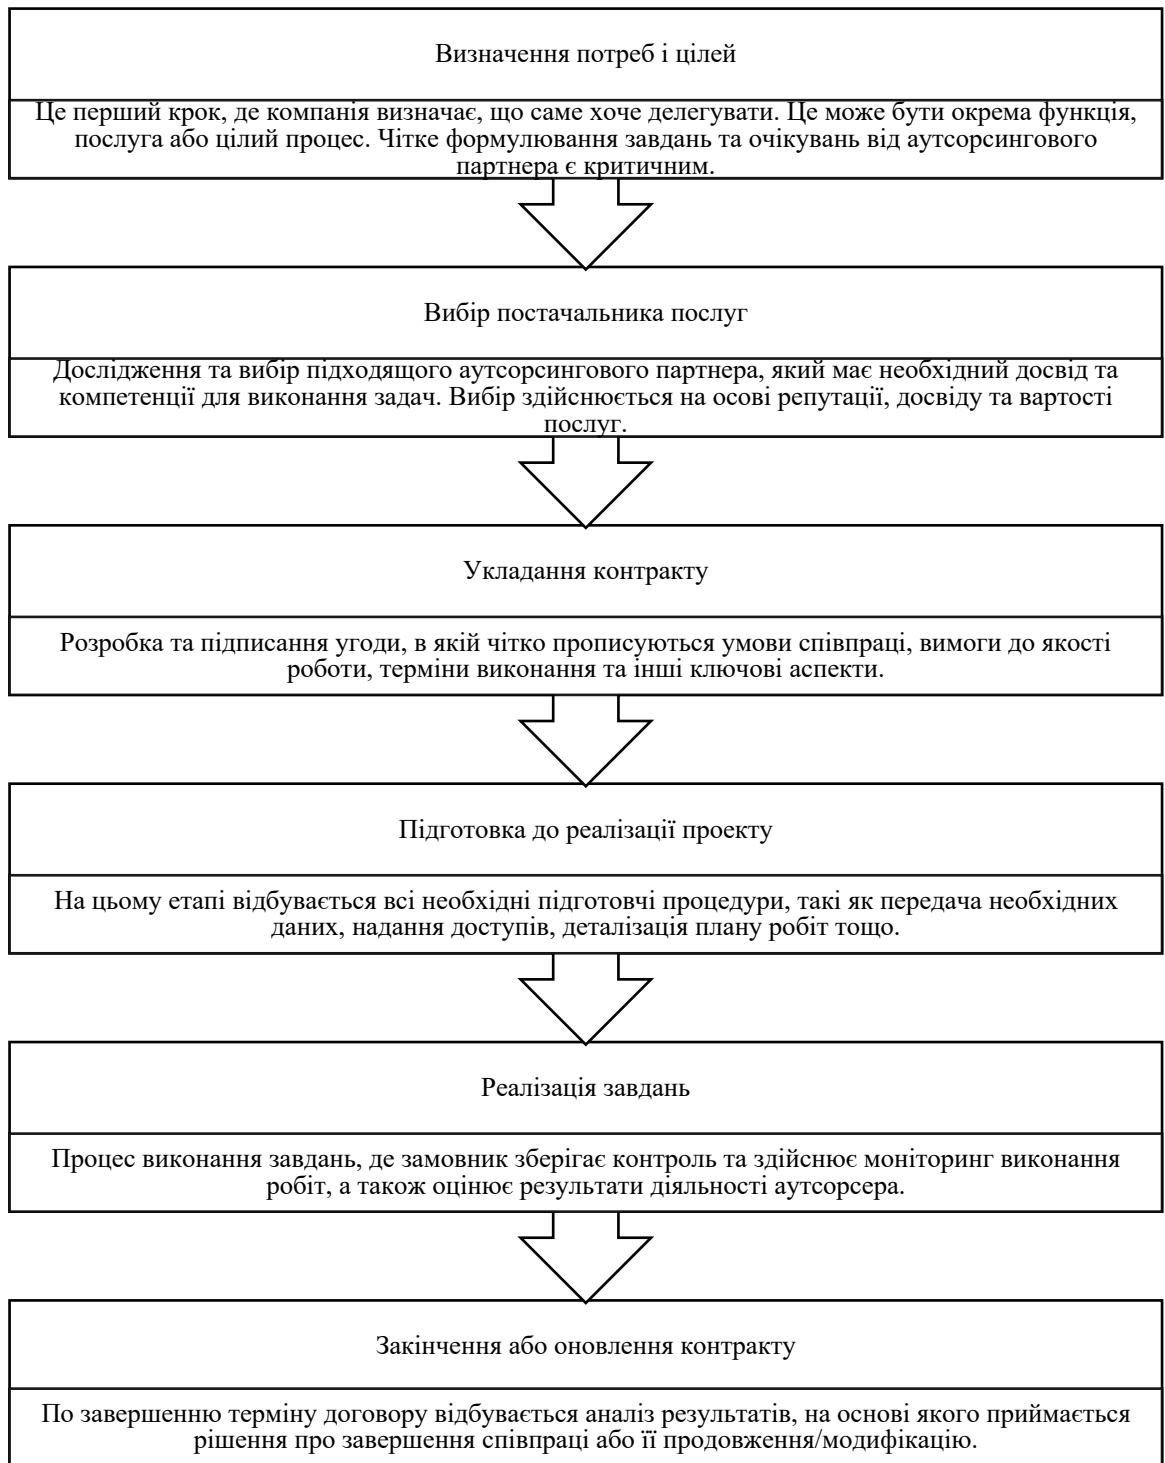 Визначення потреб і цілей
Це перший крок, де компанія визначає, що саме хоче делегувати. Це може бути окрема функція,
послуга або цілий процес. Чітке формулювання завдань та очікувань від аутсорсингового
партнера є критичним.
Вибір постачальника послуг
Дослідження та вибір підходящого аутсорсингового партнера, який має необхідний досвід та
компетенції для виконання задач. Вибір здійснюється на основі репутації, досвіду та вартості
послуг.
Укладання контракту
Розробка та підписання угоди, в якій чітко прописуються умови співпраці, вимоги до якості
роботи, терміни виконання та інші ключові аспекти.
Підготовка до реалізації проекту
На цьому етапі відбувається всі необхідні підготовчі процедури, такі як передача необхідних
даних, надання доступів, деталізація плану робіт тощо.
Реалізація завдань
Процес виконання завдань, де замовник зберігає контроль та здійснює моніторинг виконання
робіт, а також оцінює результати діяльності аутсорсера.
Закінчення або оновлення контракту
По завершенню терміну договору відбувається аналіз результатів, на основі якого приймається
рішення про завершення співпраці або її продовження/модифікацію.